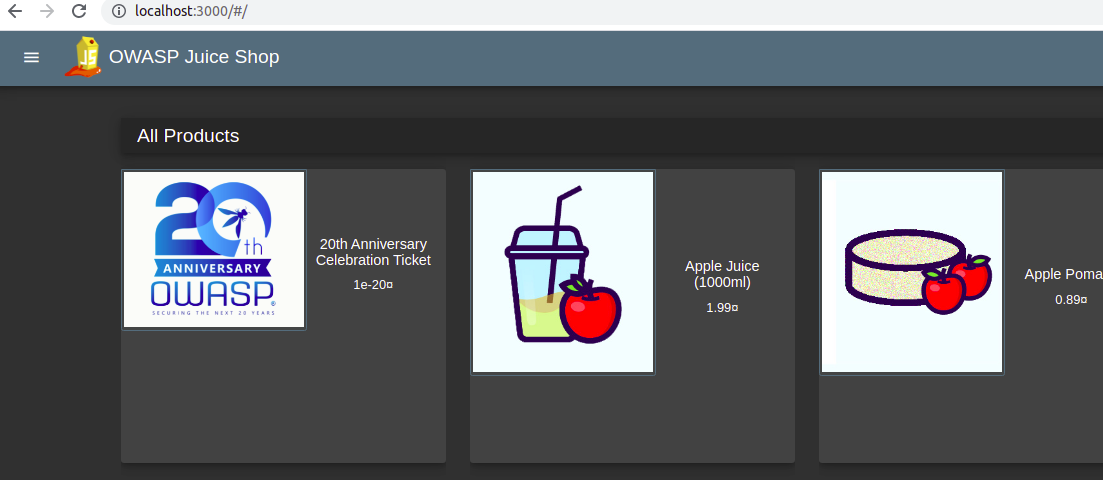 localhost:3000/#/
JS
OWASP Juice Shop
All Products
20th
ANNIVERSARY
OWASP®
SECURING THE NEXT 20 YEARS
20th Anniversary
Celebration Ticket
1e-20¤
Apple Juice
(1000ml)
1.99¤
Apple Poma
0.89¤